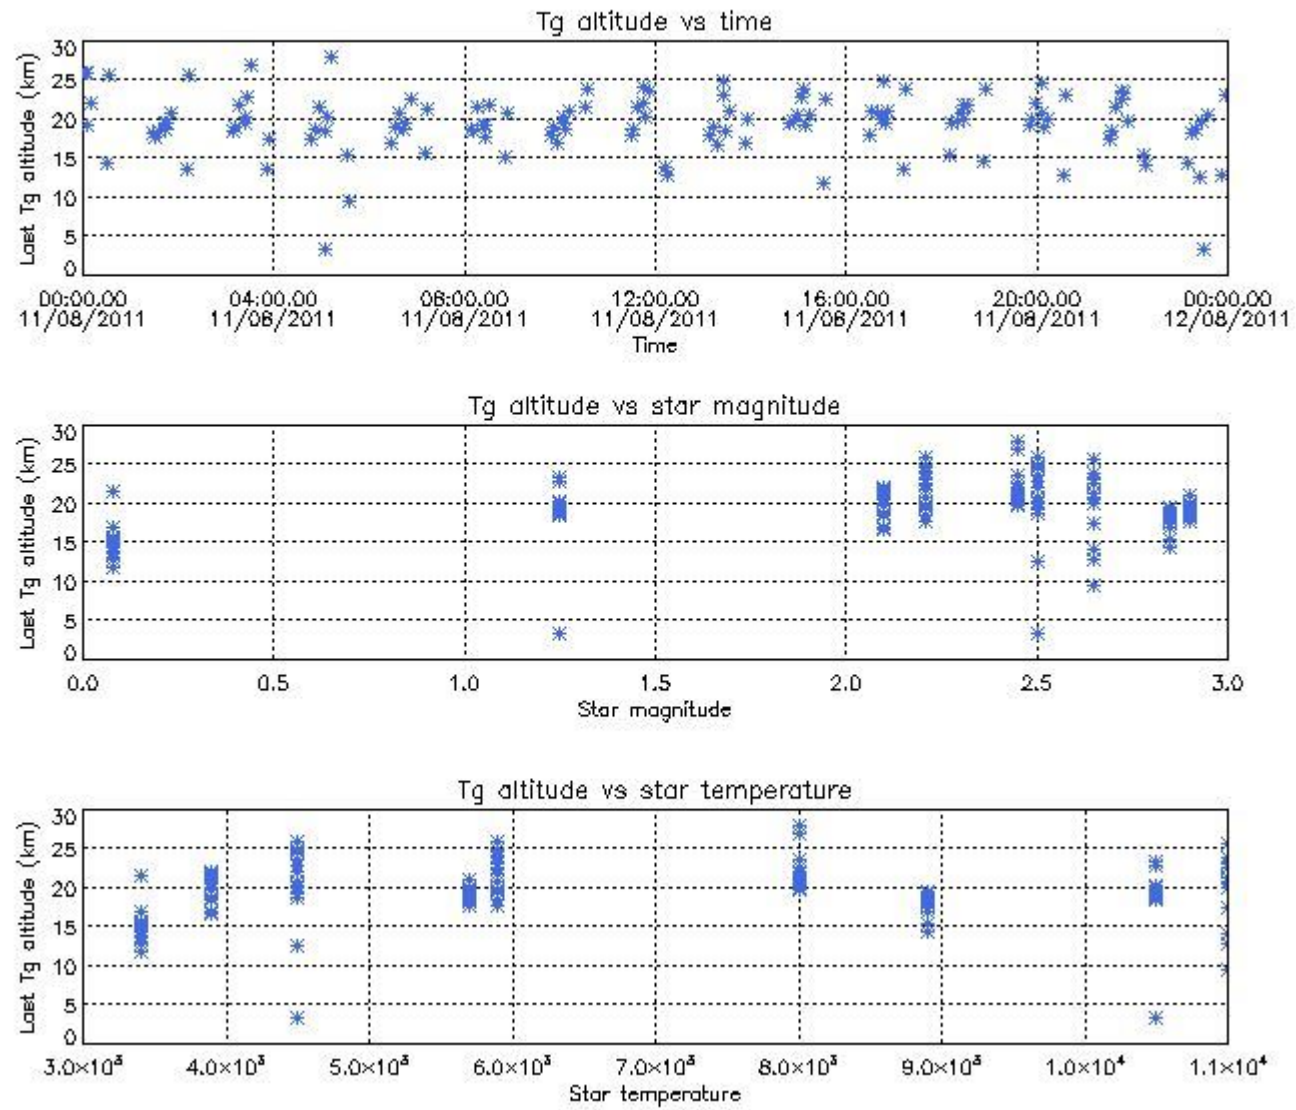 Tg altitude vs time
Last Tg altitude (km)
30
25
20
15
10
5
0
00:00.00 04:00.00 08:00.00 12:00.00 16:00.00 20:00.00 00:00.00
11/08/2011 11/08/2011 11/08/2011 11/08/2011 11/08/2011 11/08/2011 12/08/2011
Time
Tg altitude vs star magnitude
Last Tg altitude (km)
30
25
20
15
10
5
0
0.0 0.5 1.0 1.5 2.0 2.5 3.0
Star magnitude
Tg altitude vs star temperature
Last Tg altitude (km)
30
25
20
15
10
5
0
3.0×10³ 4.0×10³ 5.0×10³ 6.0×10³ 7.0×10³ 8.0×10³ 9.0×10³ 1.0×10⁴ 1.1×10⁴
Star temperature